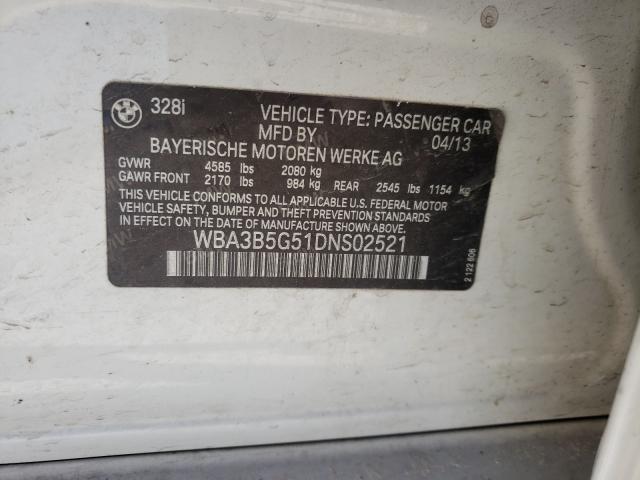 BMW
328i
VEHICLE TYPE: PASSENGER CAR
MFD BY 04/13
BAYERISCHE MOTOREN WERKE AG
GVWR 4585 lbs 2080 kg
GAWR FRONT 2170 lbs 984 kg REAR 2545 lbs 1154 kg
THIS VEHICLE CONFORMS TO ALL
APPLICABLE U.S. FEDERAL MOTOR
VEHICLE SAFETY, BUMPER AND THEFT PREVENTION STANDARDS
IN EFFECT ON THE DATE OF MANUFACTURE SHOWN ABOVE.
WBA3B5G51DNS02521
2 122 606